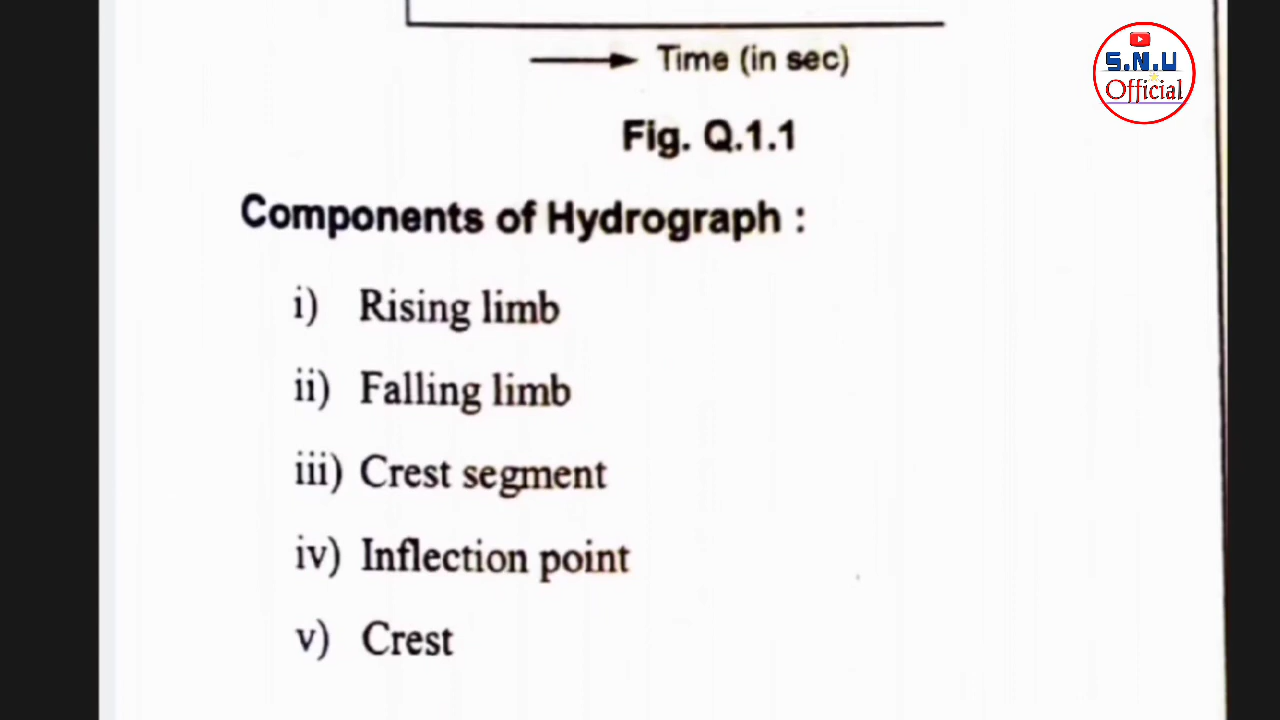 Time (in sec)
S.N.U
Official
Fig. Q.1.1
Components of Hydrograph :
i) Rising limb
ii) Falling limb
iii) Crest segment
iv) Inflection point
v) Crest